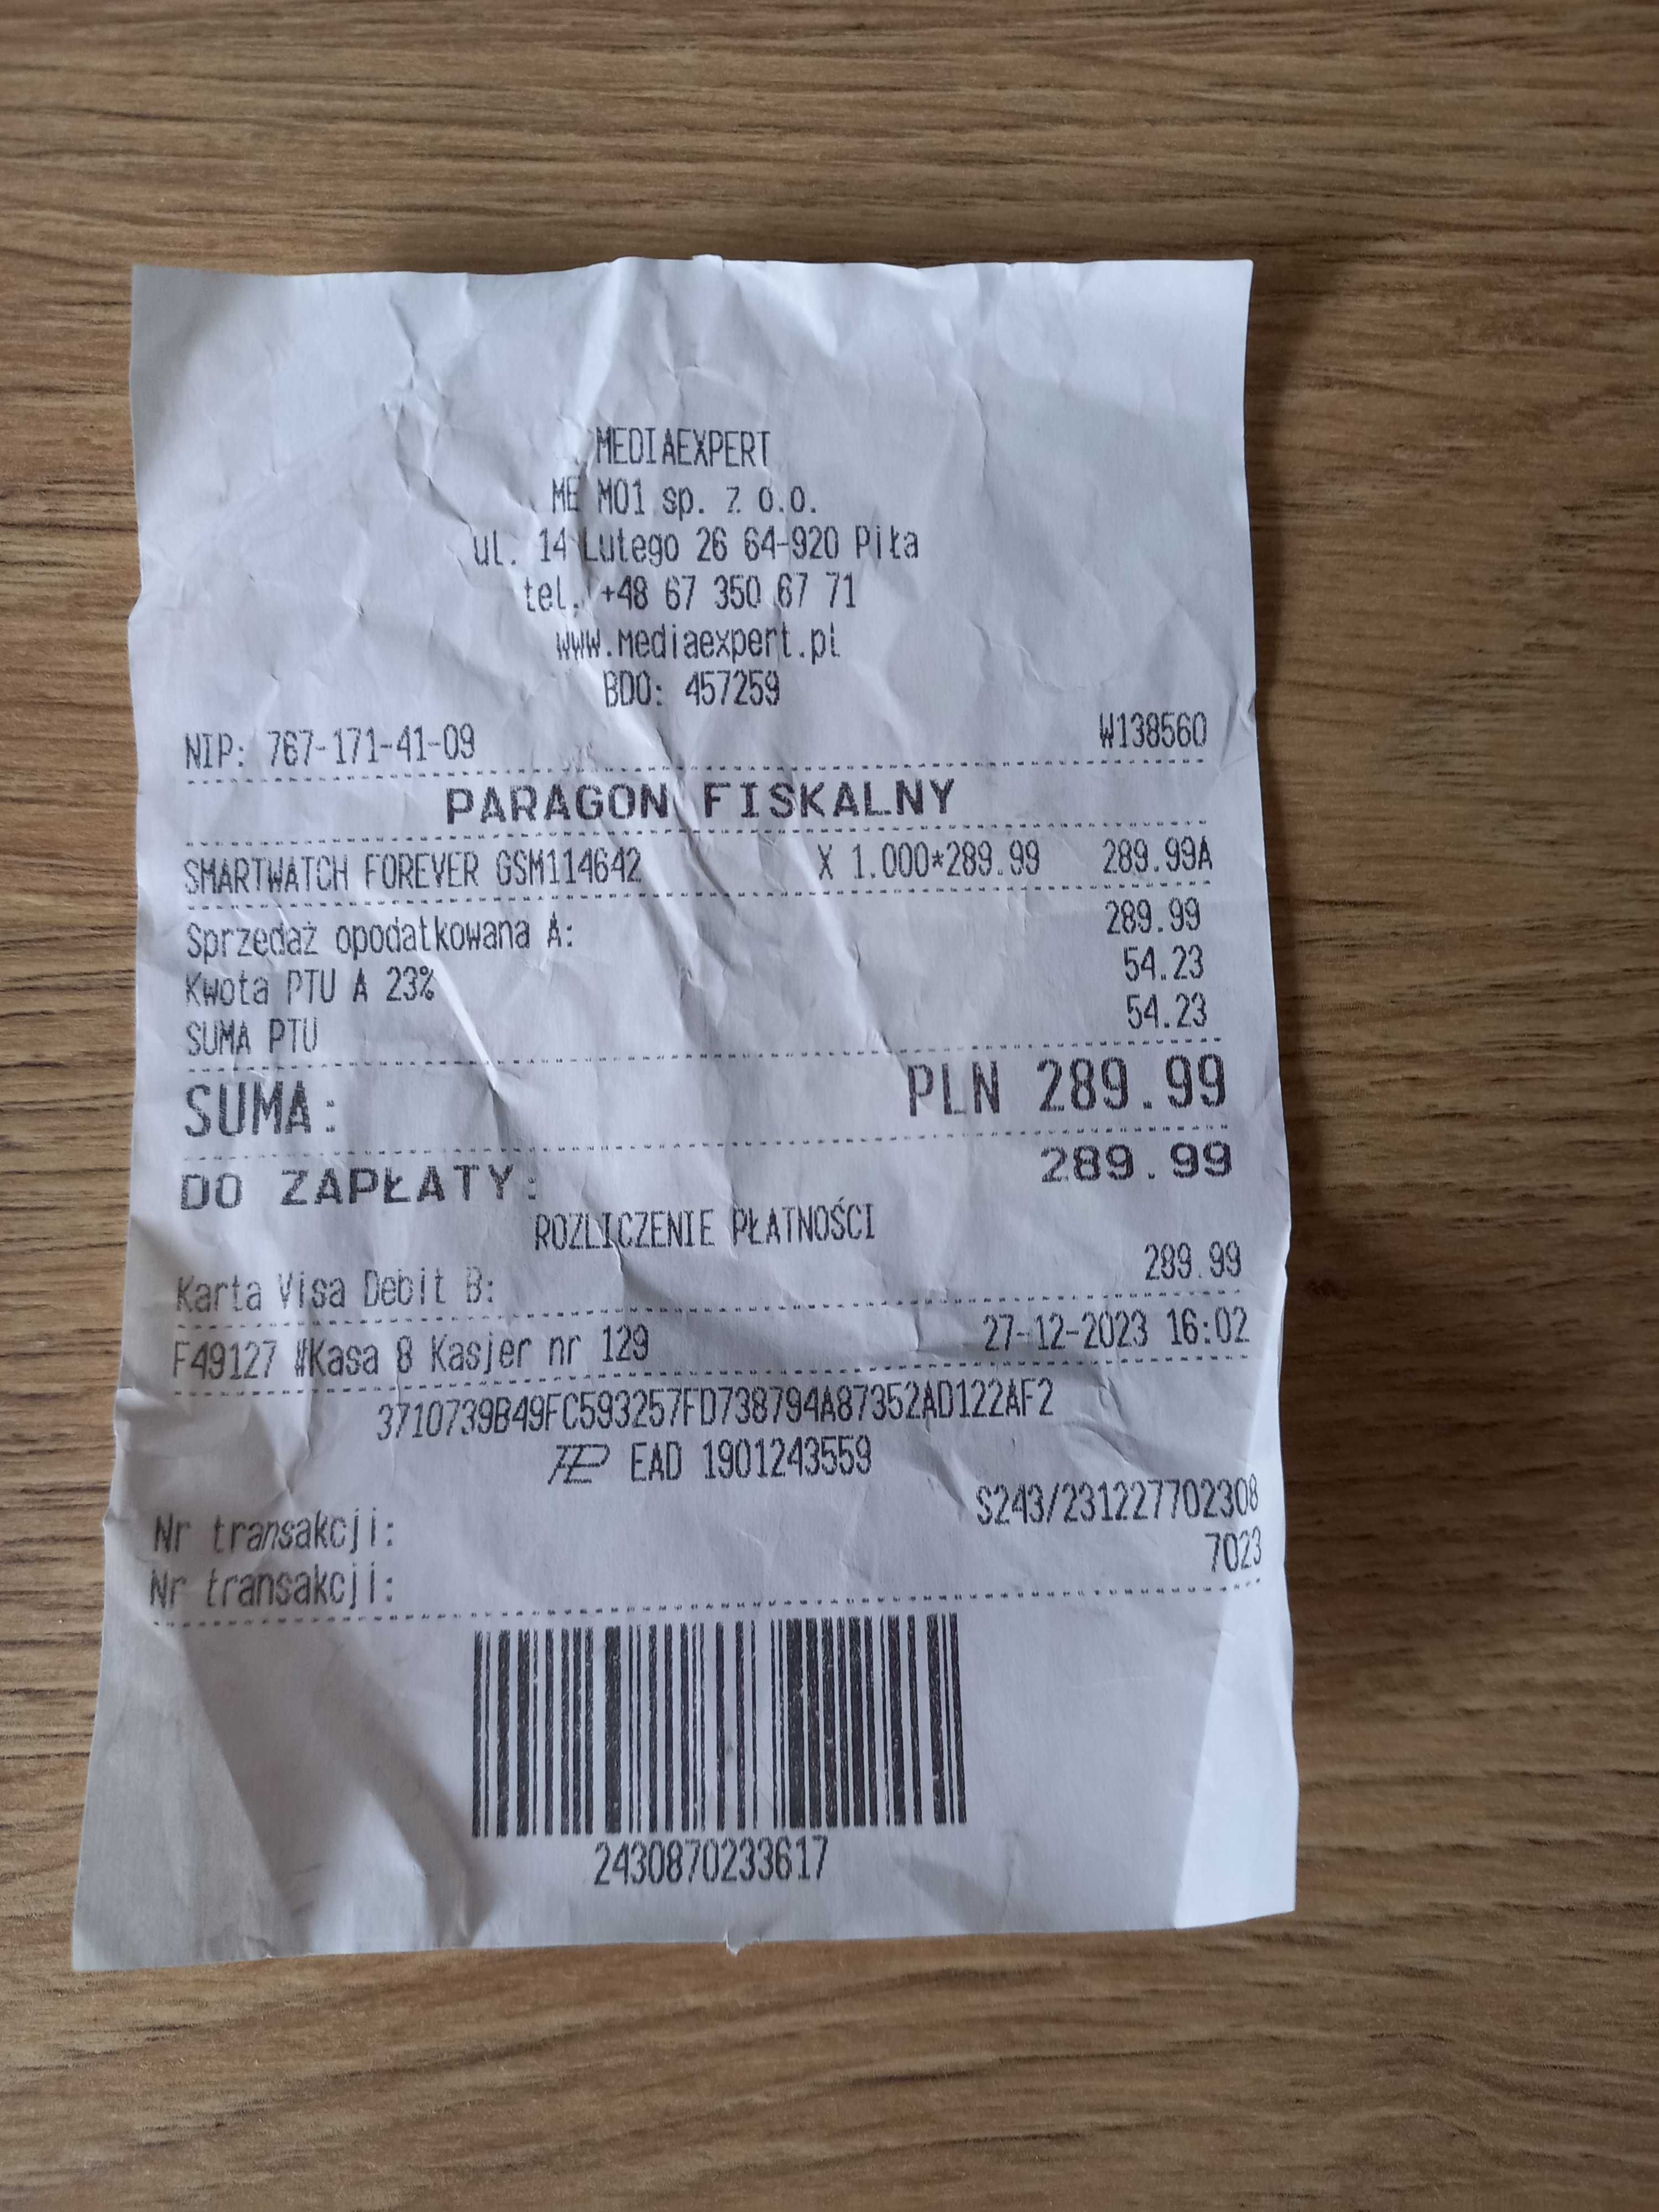 MEDIAEXPERT
ME M01 sp. z o.o.
ul. 14 Lutego 26 64-920 Piła
tel. +48 67 350 67 71
www.mediaexpert.pl
BDO: 457259
NIP: 767-171-41-09 W138560
PARAGON FISKALNY
SMARTWATCH FOREVER GSM114642 X 1.000*289.99 289.99A
Sprzedaż opodatkowana A: 289.99
Kwota PTU A 23% 54.23
SUMA PTU 54.23
SUMA: PLN 289.99
DO ZAPŁATY: 289.99
ROZLICZENIE PŁATNOŚCI
Karta Visa Debit B: 289.99
F49127 #Kasa 8 Kasjer nr 129 27-12-2023 16:02
3710739B49FC593257FD738794A87352AD122AF2
EAD 1901243559
Nr transakcji: S243/231227702308
Nr transakcji: 7023
2430870233617